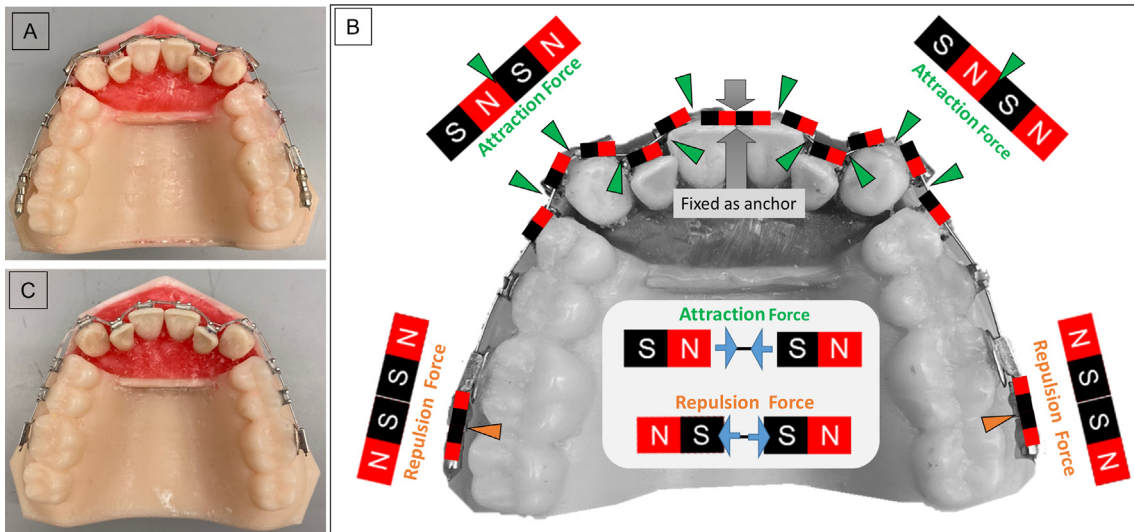 A
B
C
S N S N
Attraction Force
S N S N
Attraction Force
Fixed as anchor
Attraction Force
S N S N
Repulsion Force
N S S N
N S S N
Repulsion Force
N S S N
Repulsion Force